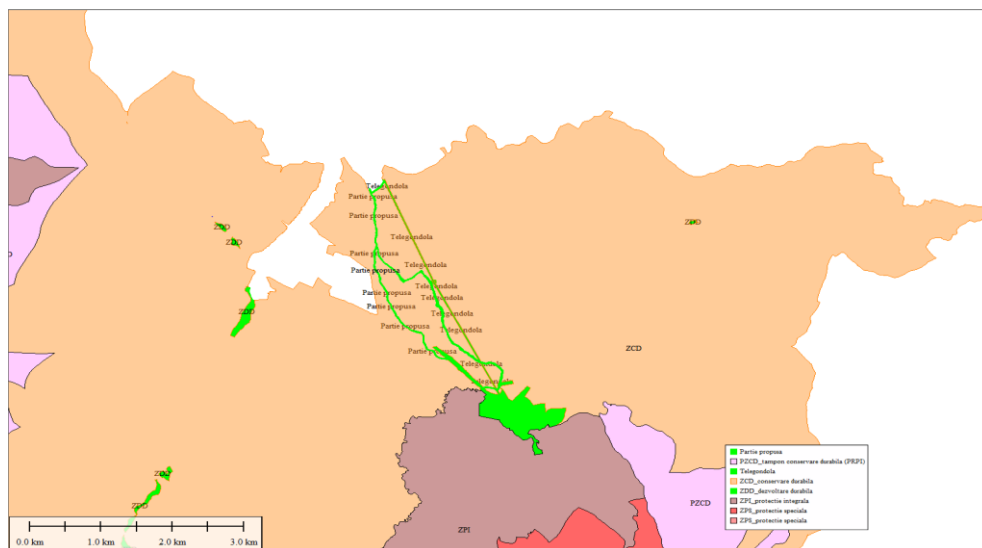 Telegondola
Partie propusa
Partie propusa
ZDD
ZDD
ZDD
Telegondola
Partie propusa
Telegondola
Partie propusa
Telegondola
Partie propusa
Telegondola
Partie propusa
ZDD
Telegondola
Partie propusa
Telegondola
ZCD
Partie propusa
Telegondola
Telegondola
ZDD
PZCD
ZDD
ZPI
Partie propusa
PZCD_tampon conservare durabila (PRPI)
Telegondola
ZCD_conservare durabila
ZDD_dezvoltare durabila
ZPI_protectie integrala
ZPS_protectie speciala
ZPS_protectie speciala
0.0 km
1.0 km
2.0 km
3.0 km